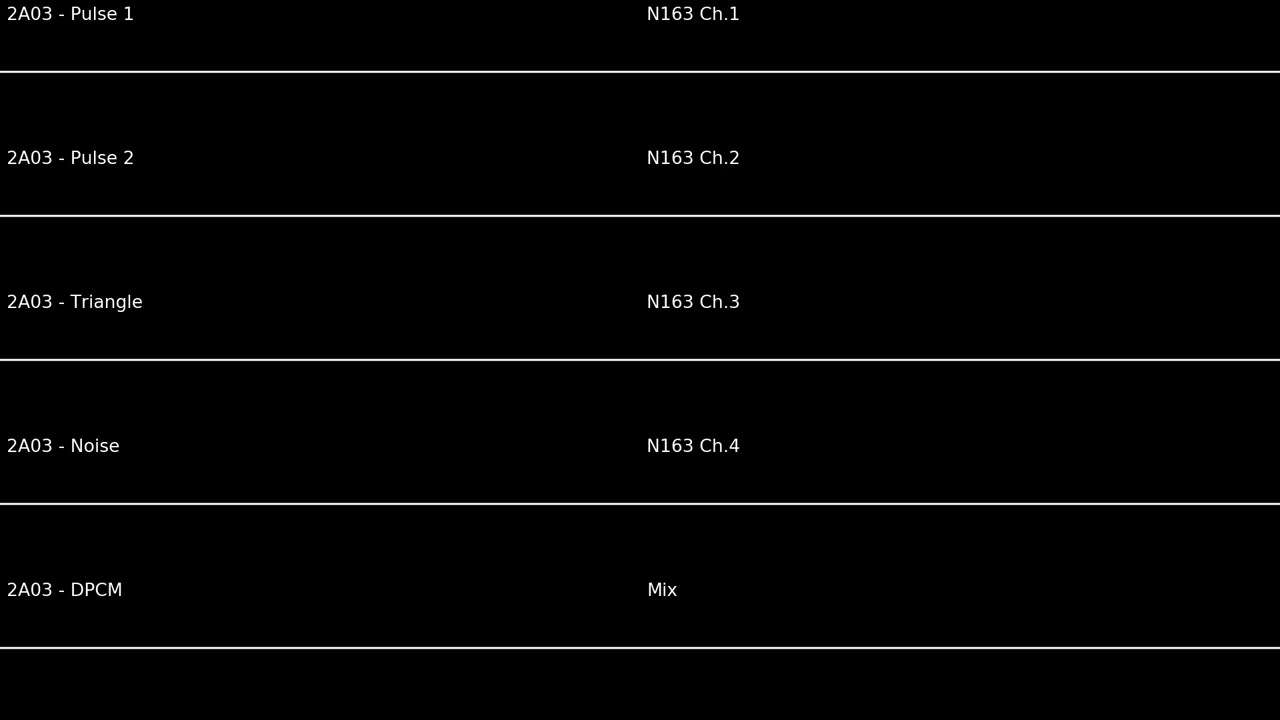 2A03 - Pulse 1
N163 Ch.1
2A03 - Pulse 2
N163 Ch.2
2A03 - Triangle
N163 Ch.3
2A03 - Noise
N163 Ch.4
2A03 - DPCM
Mix